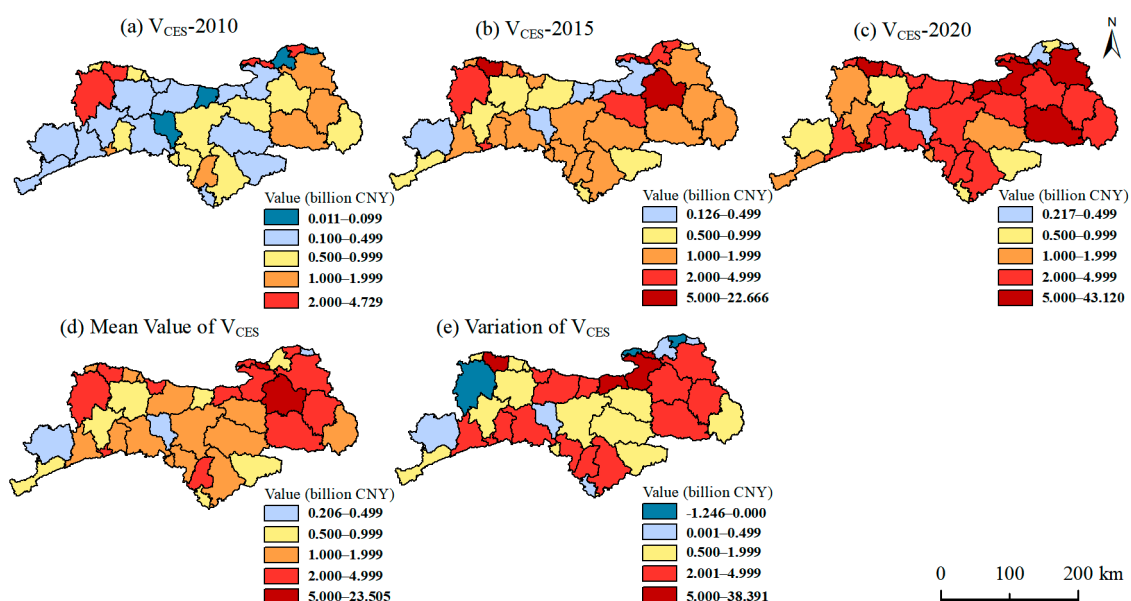 (a) VCES-2010
(b) VCES-2015
(c) VCES-2020
N
Value (billion CNY)
0.011–0.099
0.100–0.499
0.500–0.999
1.000–1.999
2.000–4.729
Value (billion CNY)
0.126–0.499
0.500–0.999
1.000–1.999
2.000–4.999
5.000–22.666
Value (billion CNY)
0.217–0.499
0.500–0.999
1.000–1.999
2.000–4.999
5.000–43.120
(d) Mean Value of VCES
(e) Variation of VCES
Value (billion CNY)
0.206–0.499
0.500–0.999
1.000–1.999
2.000–4.999
5.000–23.505
Value (billion CNY)
-1.246–0.000
0.001–0.499
0.500–1.999
2.001–4.999
5.000–38.391
0 100 200 km